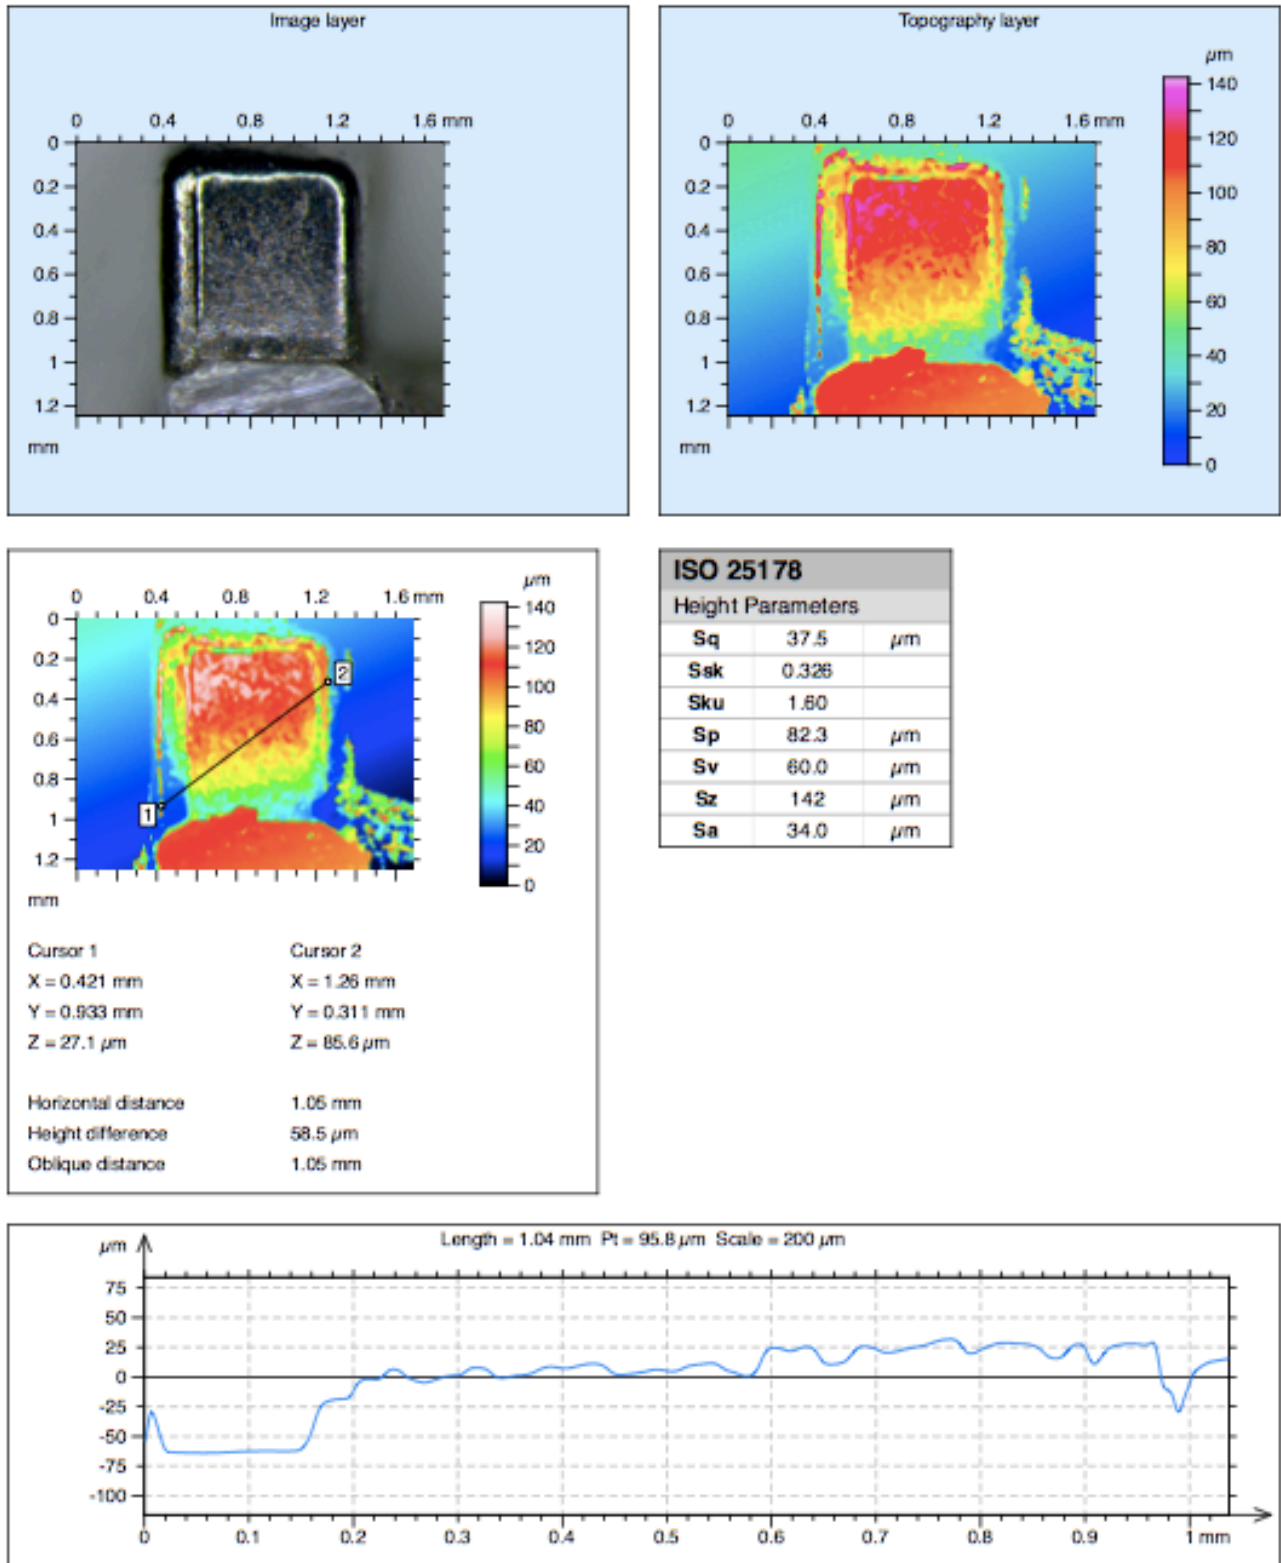 Image layer
0 0.4 0.8 1.2 1.6 mm
0
0.2
0.4
0.6
0.8
1
1.2
mm
Topography layer
µm
0 0.4 0.8 1.2 1.6 mm
0
0.2
0.4
0.6
0.8
1
1.2
mm
140
120
100
80
60
40
20
0
µm
0 0.4 0.8 1.2 1.6 mm
0
0.2
0.4
0.6
0.8
1
1.2
mm
2
1
140
120
100
80
60
40
20
0
Cursor 1 Cursor 2
X = 0.421 mm X = 1.26 mm
Y = 0.933 mm Y = 0.311 mm
Z = 27.1 µm Z = 85.6 µm
Horizontal distance 1.05 mm
Height difference 58.5 µm
Oblique distance 1.05 mm
ISO 25178
Height Parameters
Sq 37.5 µm
Ssk 0.326
Sku 1.60
Sp 82.3 µm
Sv 60.0 µm
Sz 142 µm
Sa 34.0 µm
µm Length = 1.04 mm Pt = 95.8 µm Scale = 200 µm
75
50
25
0
-25
-50
-75
-100
0 0.1 0.2 0.3 0.4 0.5 0.6 0.7 0.8 0.9 1 mm